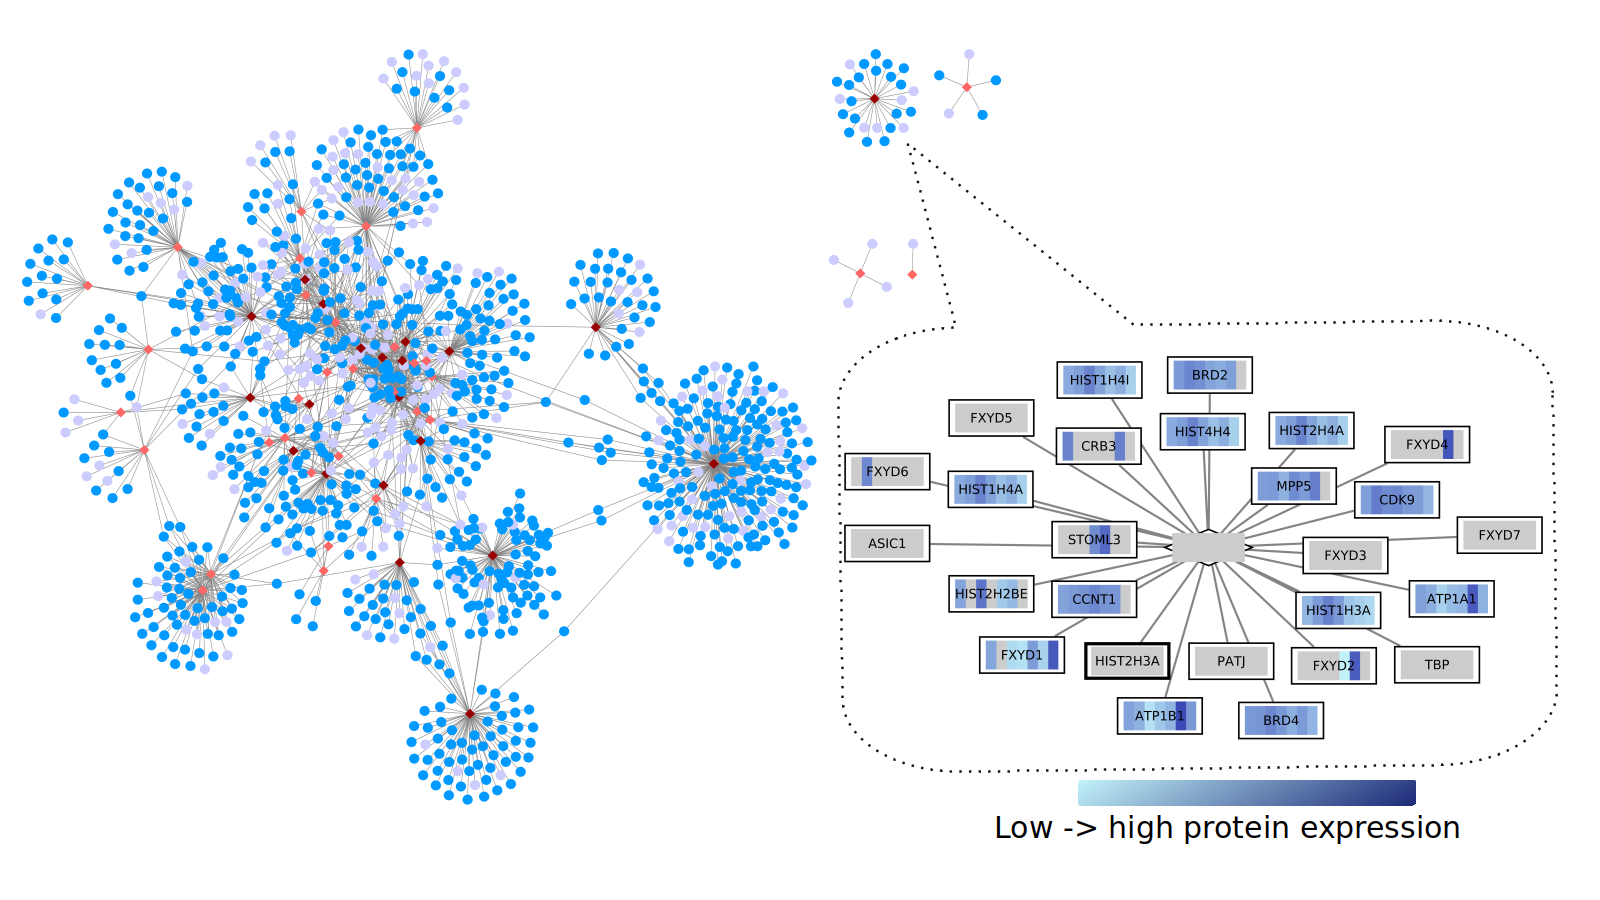 BRD2
HIST1H4I
FXYD5
HIST4H4
HIST2H4A
FXYD4
CRB3
FXYD6
HIST1H4A
MPP5
CDK9
STOML3
FXYD7
ASIC1
FXYD3
HIST2H2BE
CCNT1
ATP1A1
HIST1H3A
FXYD1
HIST2H3A
PATJ
FXYD2
TBP
ATP1B1
BRD4
Low -> high protein expression